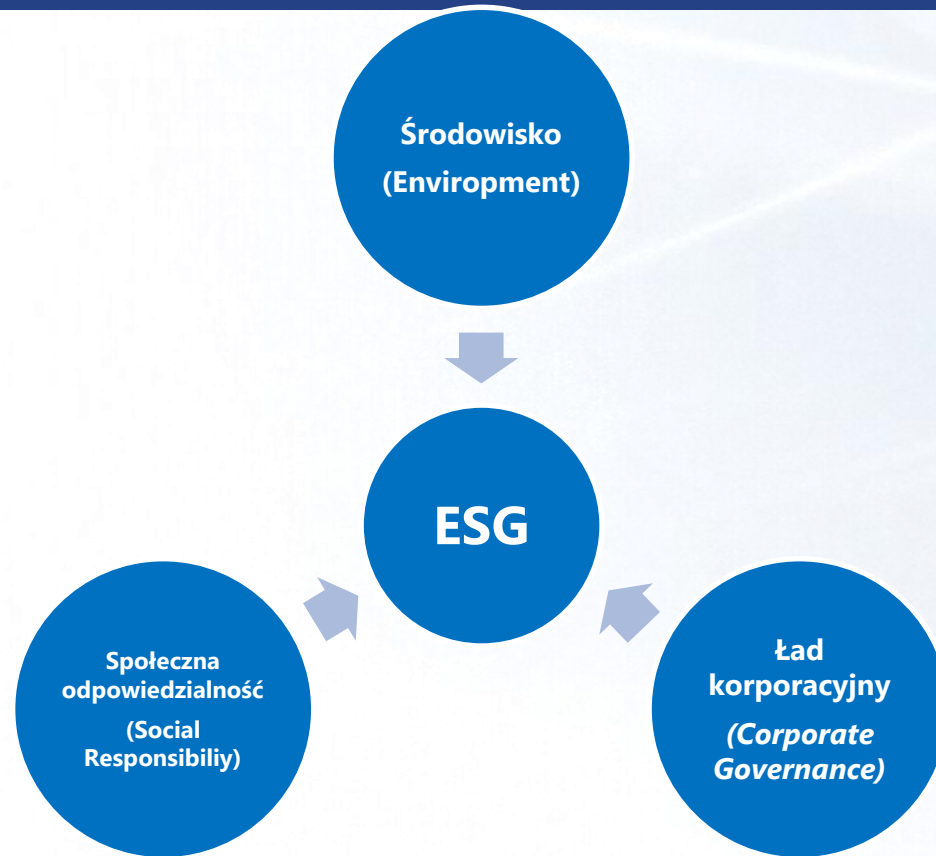 Środowisko
(Enviropment)
ESG
Społeczna
odpowiedzialność
(Social
Responsibiliy)
Ład
korporacyjny
(Corporate
Governance)